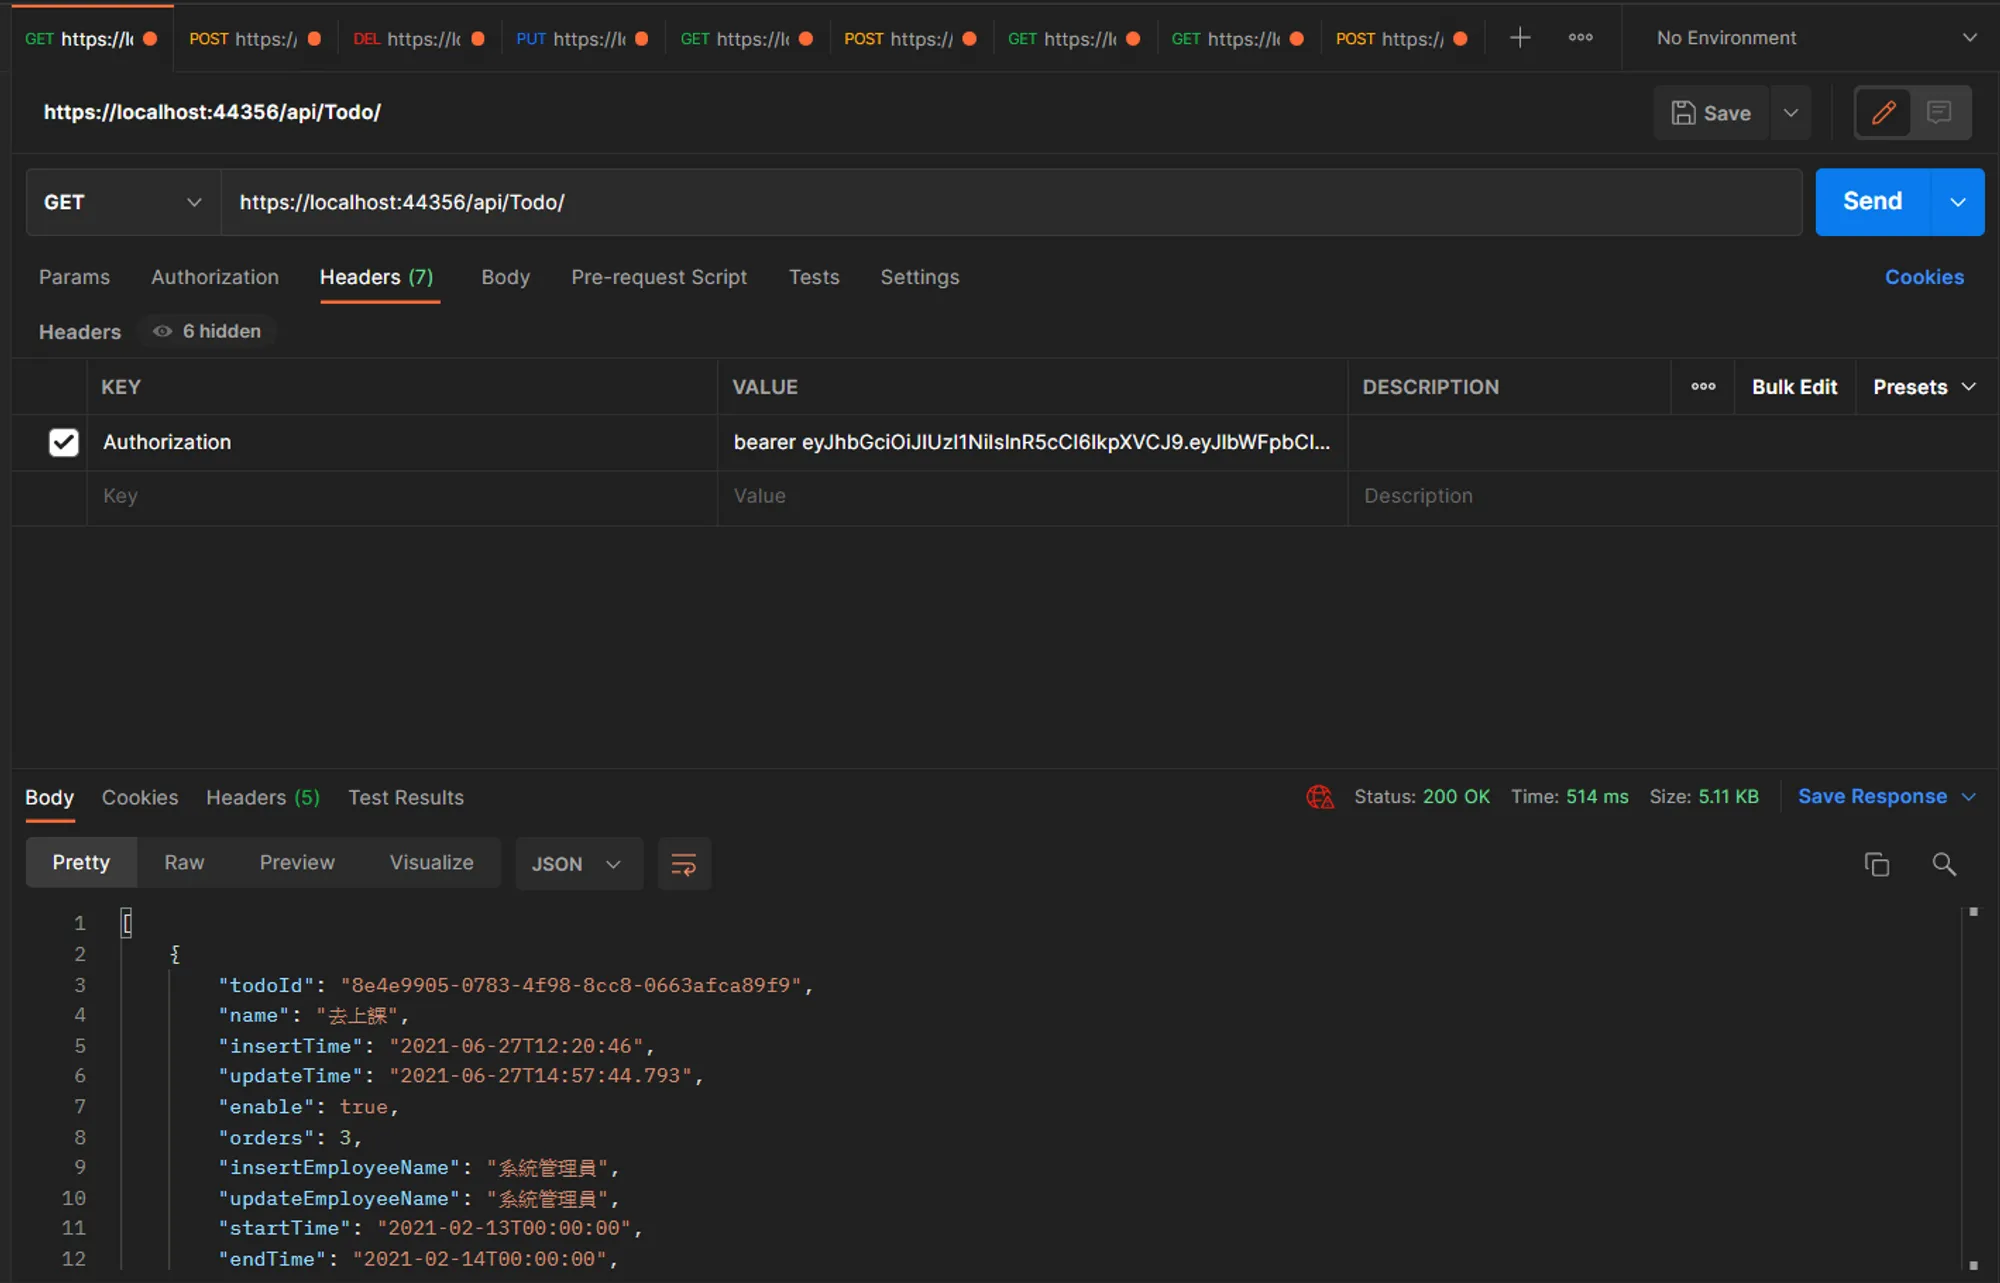 GET https://lo POST https:// DEL https://lo PUT https://lo GET https://lo POST https:// GET https://lo GET https://lo POST https:// No Environment
https://localhost:44356/api/Todo/
Save
GET https://localhost:44356/api/Todo/ Send
Params Authorization Headers (7) Body Pre-request Script Tests Settings Cookies
Headers 6 hidden
KEY VALUE DESCRIPTION Bulk Edit Presets
Authorization bearer eyJhbGciOiJIUzI1NiIsInR5cCI6IkpXVCJ9.eyJlbWFpbCI...
Key Value Description
Body Cookies Headers (5) Test Results Status: 200 OK Time: 514 ms Size: 5.11 KB Save Response
Pretty Raw Preview Visualize JSON
1 [
2 {
3 "todoId": "8e4e9905-0783-4f98-8cc8-0663afca89f9",
4 "name": "去上課",
5 "insertTime": "2021-06-27T12:20:46",
6 "updateTime": "2021-06-27T14:57:44.793",
7 "enable": true,
8 "orders": 3,
9 "insertEmployeeName": "系統管理員",
10 "updateEmployeeName": "系統管理員",
11 "startTime": "2021-02-13T00:00:00",
12 "endTime": "2021-02-14T00:00:00",